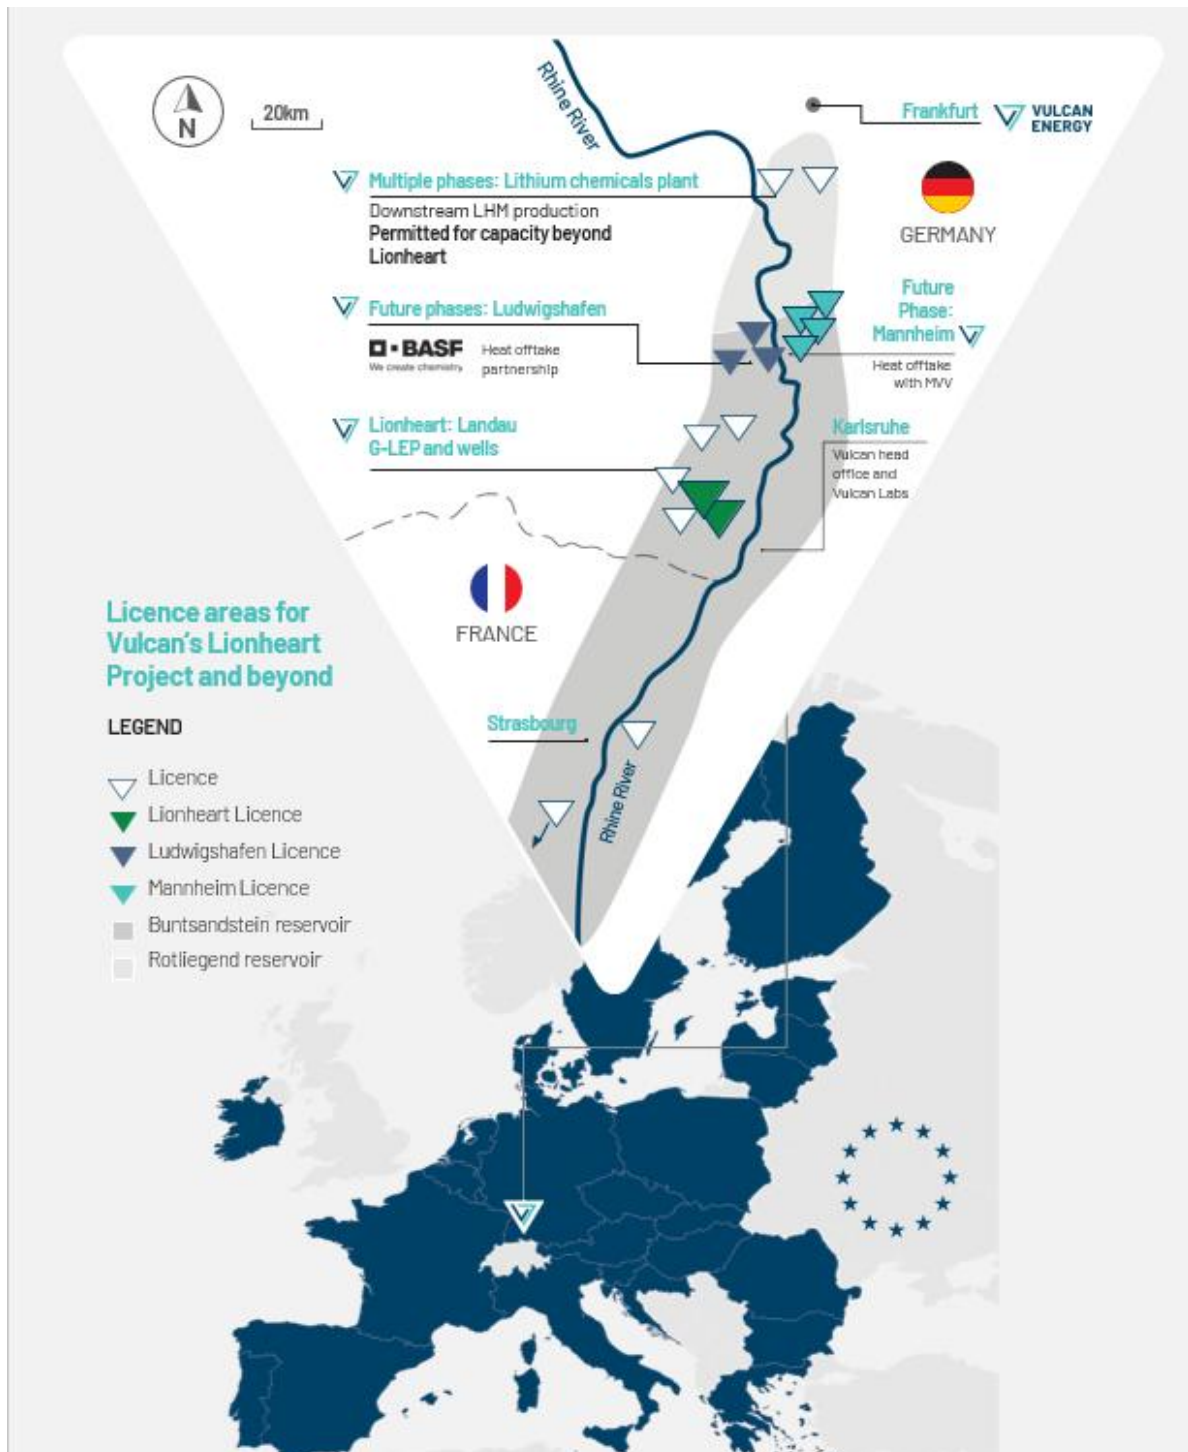 Rhine River
N
20km
Frankfurt
VULCAN
ENERGY
Multiple phases: Lithium chemicals plant
Downstream LHM production
Permitted for capacity beyond
Lionheart
GERMANY
Future phases: Ludwigshafen
BASF
We create chemistry
Heat offtake
partnership
Future
Phase:
Mannheim
Heat offtake
with MVV
Lionheart: Landau
G-LEP and wells
Karlsruhe
Vulcan head
office and
Vulcan Labs
FRANCE
Licence areas for
Vulcan's Lionheart
Project and beyond
Strasbourg
Rhine River
LEGEND
Licence
Lionheart Licence
Ludwigshafen Licence
Mannheim Licence
Buntsandstein reservoir
Rotliegend reservoir